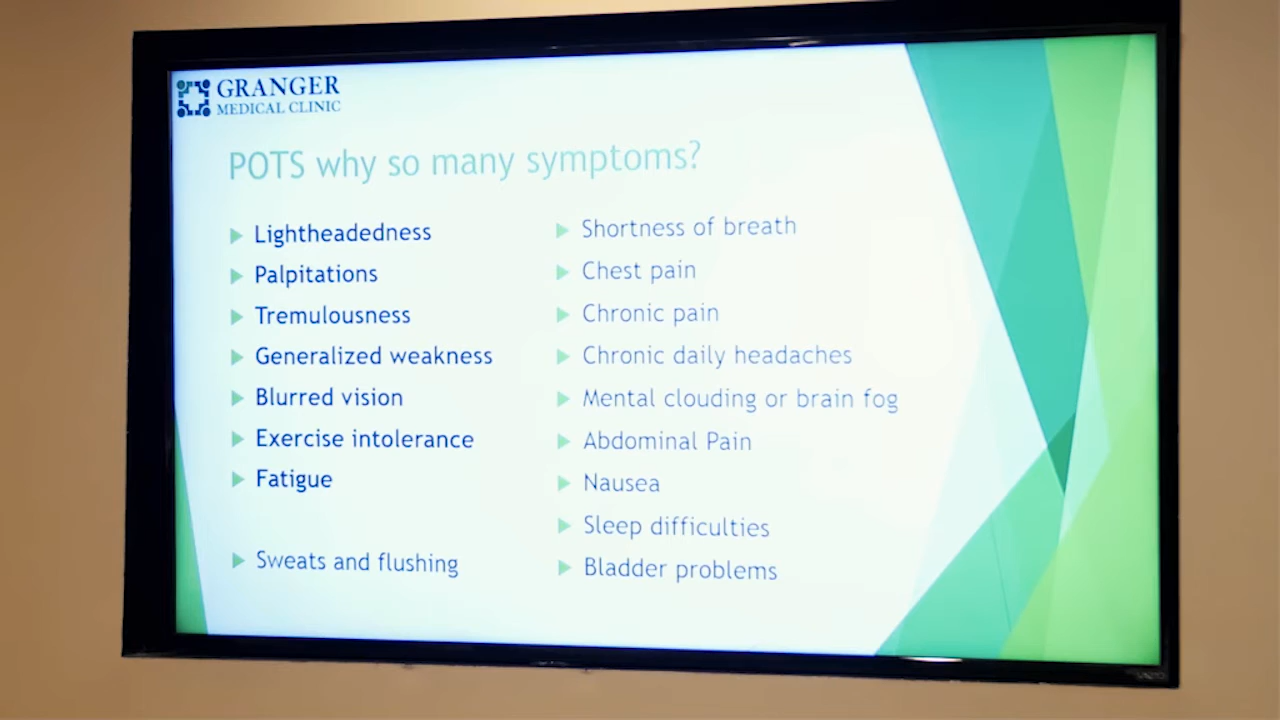 GRANGER
MEDICAL CLINIC
POTS why so many symptoms?
Lightheadedness
Palpitations
Tremulousness
Generalized weakness
Blurred vision
Exercise intolerance
Fatigue
Sweats and flushing
Shortness of breath
Chest pain
Chronic pain
Chronic daily headaches
Mental clouding or brain fog
Abdominal Pain
Nausea
Sleep difficulties
Bladder problems